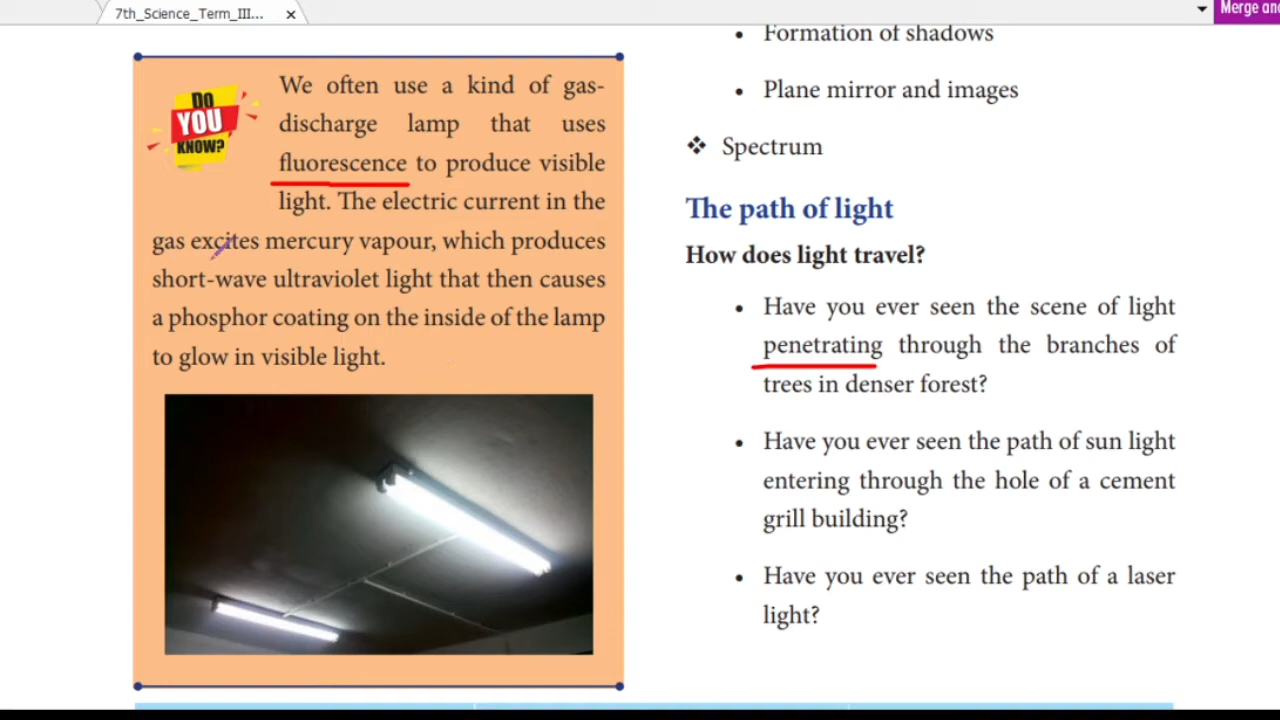 7th_Science_Term_III...
Merge and
DO
YOU
KNOW?
We often use a kind of gas-
discharge lamp that uses
fluorescence to produce visible
light. The electric current in the
gas excites mercury vapour, which produces
short-wave ultraviolet light that then causes
a phosphor coating on the inside of the lamp
to glow in visible light.
• Formation of shadows
• Plane mirror and images
❖ Spectrum
The path of light
How does light travel?
• Have you ever seen the scene of light
penetrating through the branches of
trees in denser forest?
• Have you ever seen the path of sun light
entering through the hole of a cement
grill building?
• Have you ever seen the path of a laser
light?